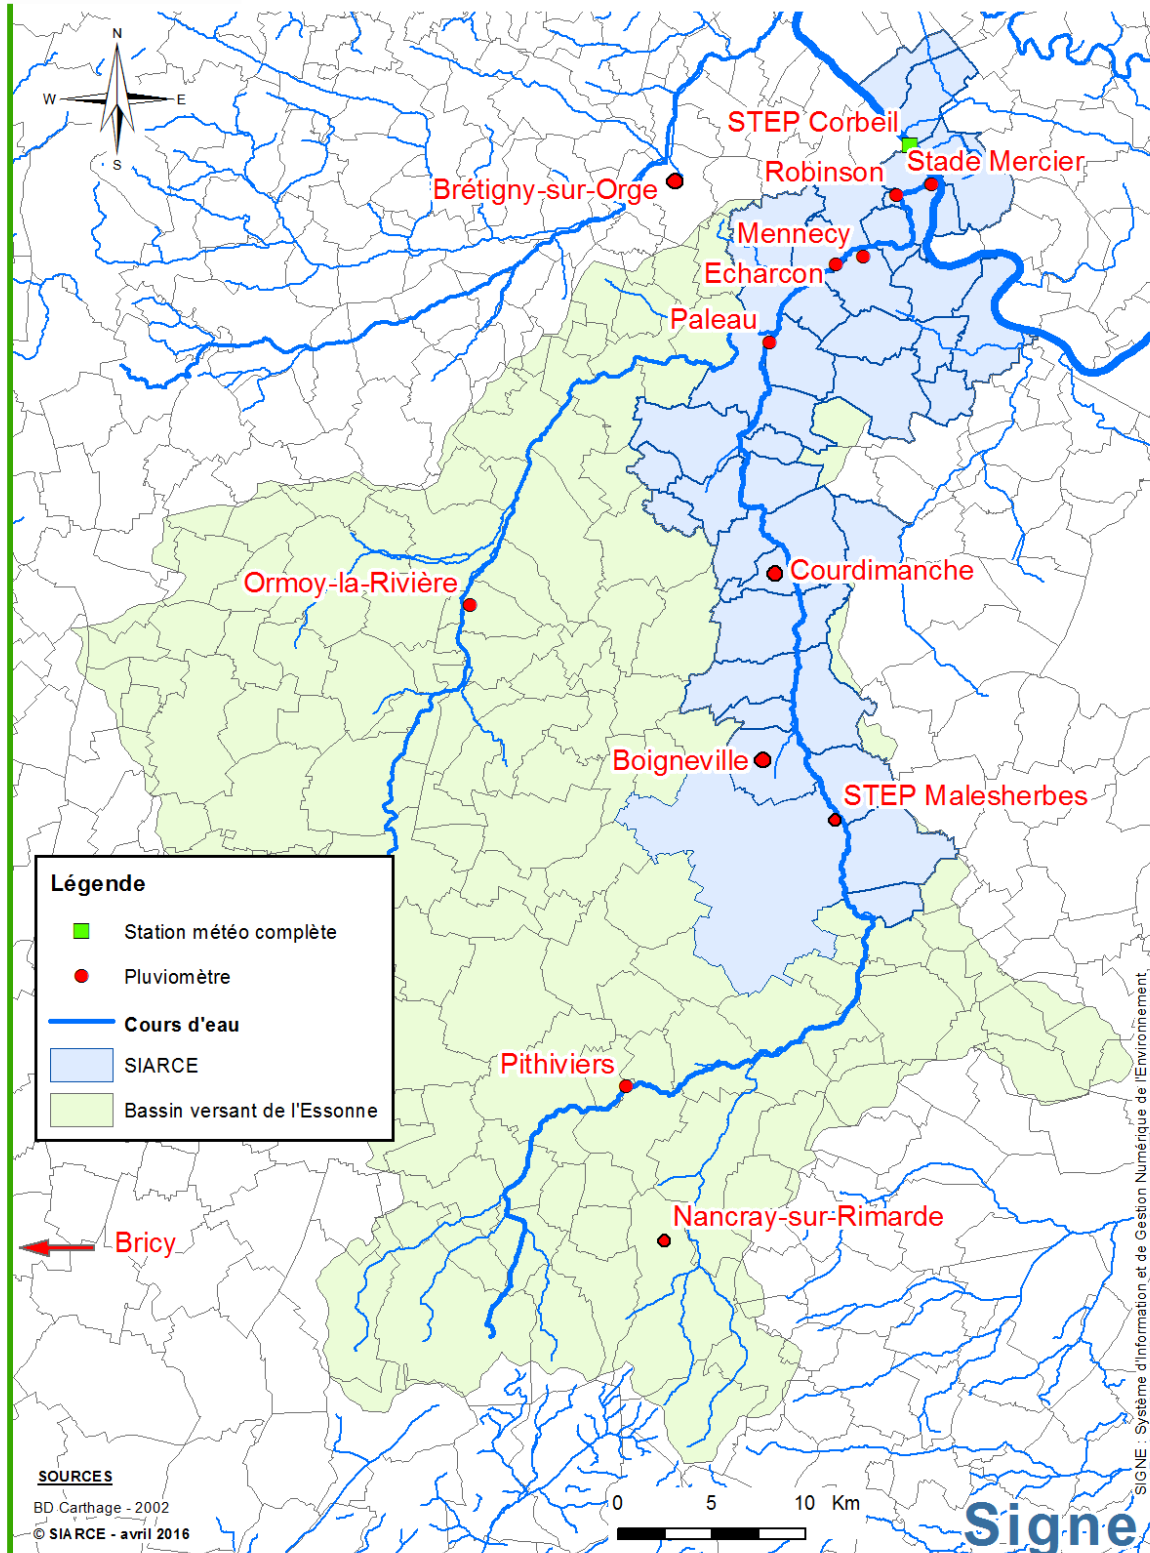 N
W
E
S
STEP Corbeil
Stade Mercier
Robinson
Brétigny-sur-Orge
Mennecy
Echarcon
Paleau
Courdimanche
Ormoy-la-Rivière
Boigneville
STEP Malesherbes
Légende
Station météo complète
Pluviomètre
Cours d'eau
SIARCE
Bassin versant de l'Essonne
Pithiviers
Nancray-sur-Rimarde
Bricy
SOURCES
BD Carthage - 2002
© SIARCE - avril 2016
0 5 10 Km
Signe
SIGNE : Système d'Information et de Gestion Numérique de l'Environnement